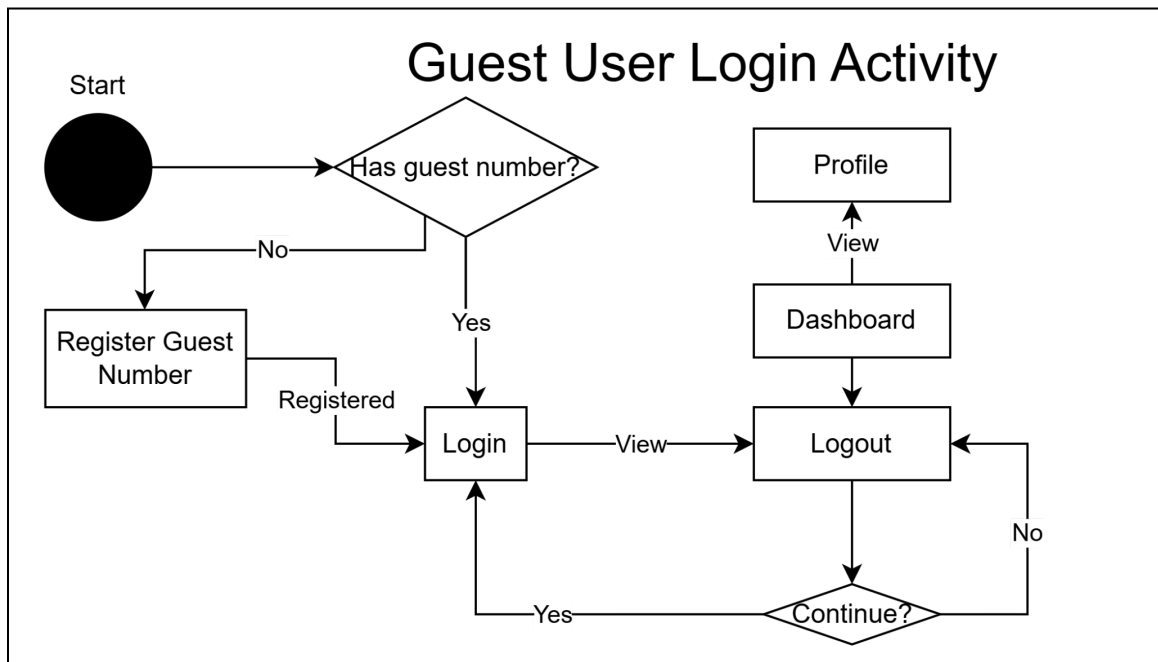 Guest User Login Activity
Start
Has guest number?
No
Yes
Register Guest
Number
Registered
Login
View
Profile
View
Dashboard
Logout
No
Continue?
Yes